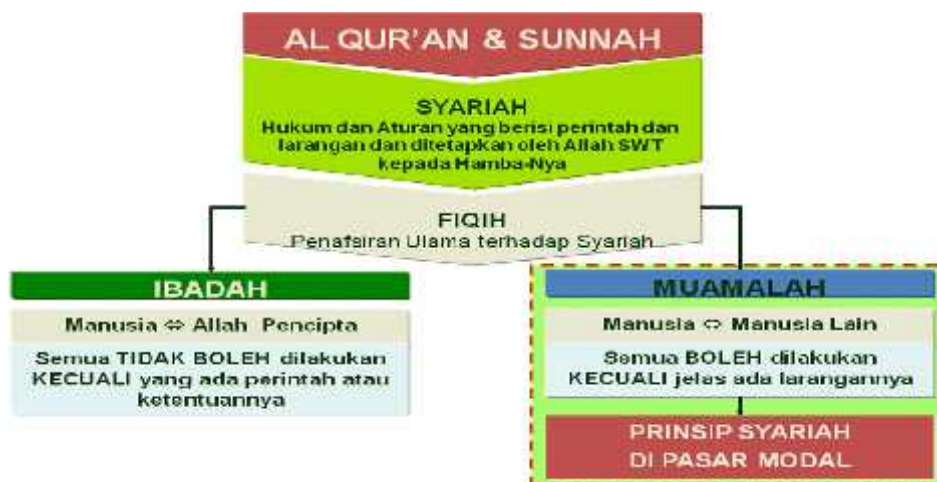 AL QUR'AN & SUNNAH
SYARIAH
Hukum dan Aturan yang berisi perintah dan
larangan dan ditetapkan oleh Allah SWT
kepada Hamba-Nya
FIQIH
Penafsiran Ulama terhadap Syariah
IBADAH
Manusia ⇔ Allah Pencipta
Semua TIDAK BOLEH dilakukan
KECUALI yang ada perintah atau
ketentuannya
MUAMALAH
Manusia ⇔ Manusia Lain
Semua BOLEH dilakukan
KECUALI jelas ada larangannya
PRINSIP SYARIAH
DI PASAR MODAL